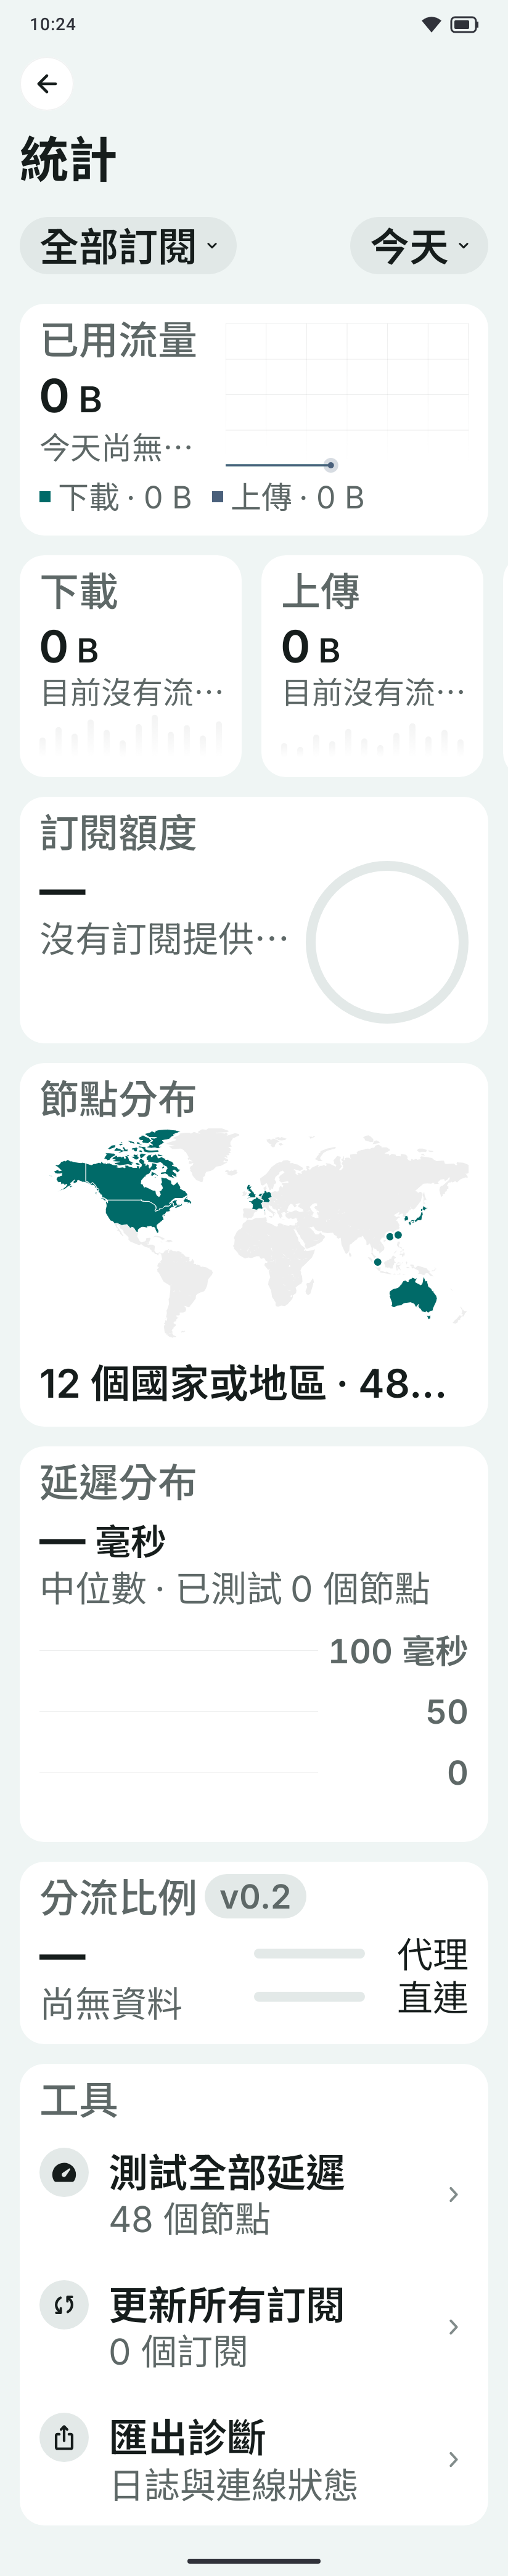 10:24
統計
全部訂閱
今天
已用流量
0 B
今天尚無…
下載 · 0 B
上傳 · 0 B
下載
0 B
目前沒有流…
上傳
0 B
目前沒有流…
訂閱額度
—
沒有訂閱提供…
節點分布
12 個國家或地區 · 48…
延遲分布
— 毫秒
中位數 · 已測試 0 個節點
100 毫秒
50
0
分流比例 v0.2
—
尚無資料
代理
直連
工具
測試全部延遲
48 個節點
更新所有訂閱
0 個訂閱
匯出診斷
日誌與連線狀態